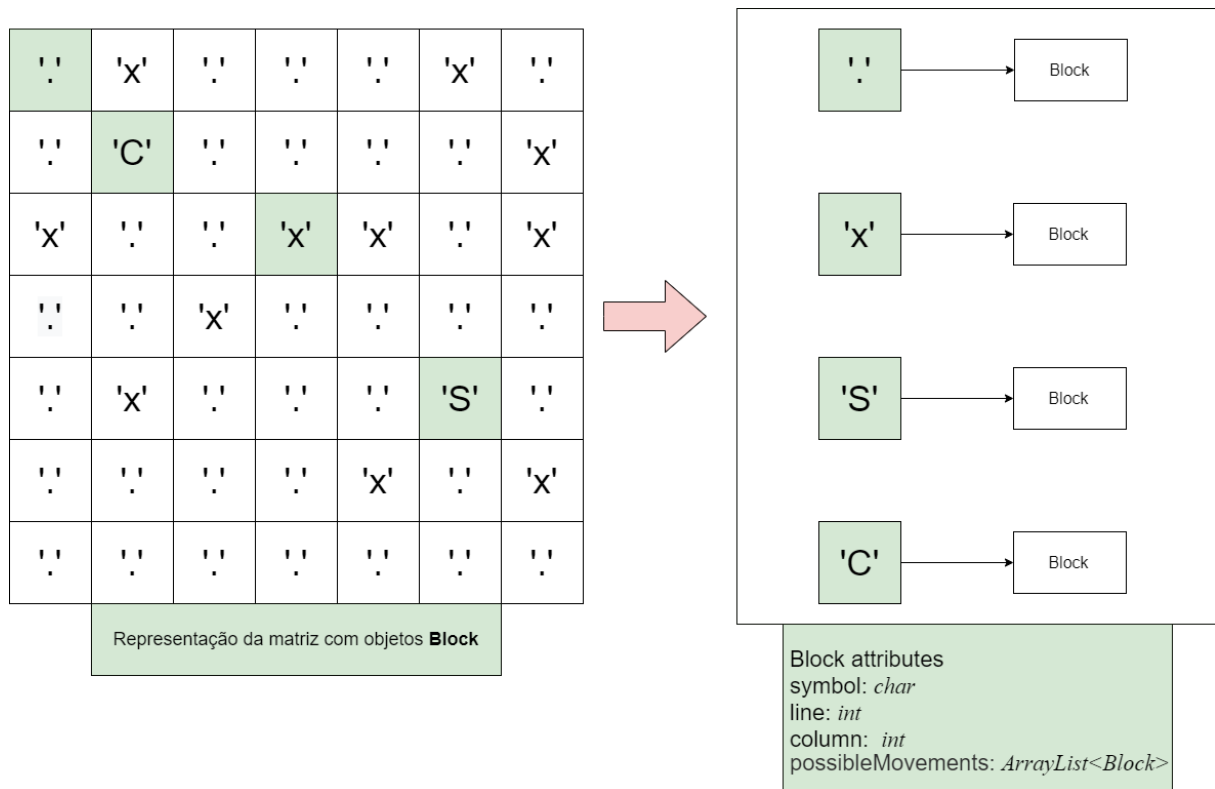 '.' 'x' '.' '.' '.' 'x' '.'
'.' 'C' '.' '.' '.' '.' 'x'
'x' '.' '.' 'x' 'x' '.' 'x'
'.' '.' 'x' '.' '.' '.' '.'
'.' 'x' '.' '.' '.' 'S' '.'
'.' '.' '.' '.' 'x' '.' 'x'
'.' '.' '.' '.' '.' '.' '.'
Representação da matriz com objetos Block
'.' Block
'x' Block
'S' Block
'C' Block
Block attributes
symbol: char
line: int
column: int
possibleMovements: ArrayList<Block>